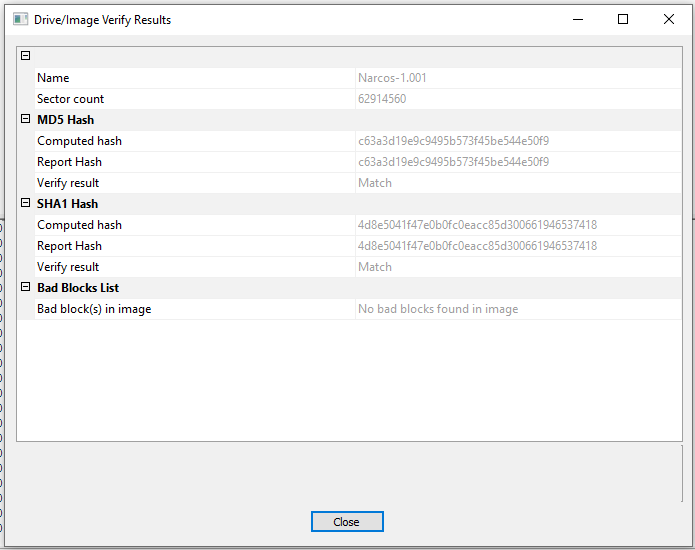 Drive/Image Verify Results
Name Narcos-1.001
Sector count 62914560
MD5 Hash
Computed hash c63a3d19e9c9495b573f45be544e50f9
Report Hash c63a3d19e9c9495b573f45be544e50f9
Verify result Match
SHA1 Hash
Computed hash 4d8e5041f47e0b0fc0eacc85d300661946537418
Report Hash 4d8e5041f47e0b0fc0eacc85d300661946537418
Verify result Match
Bad Blocks List
Bad block(s) in image No bad blocks found in image
Close